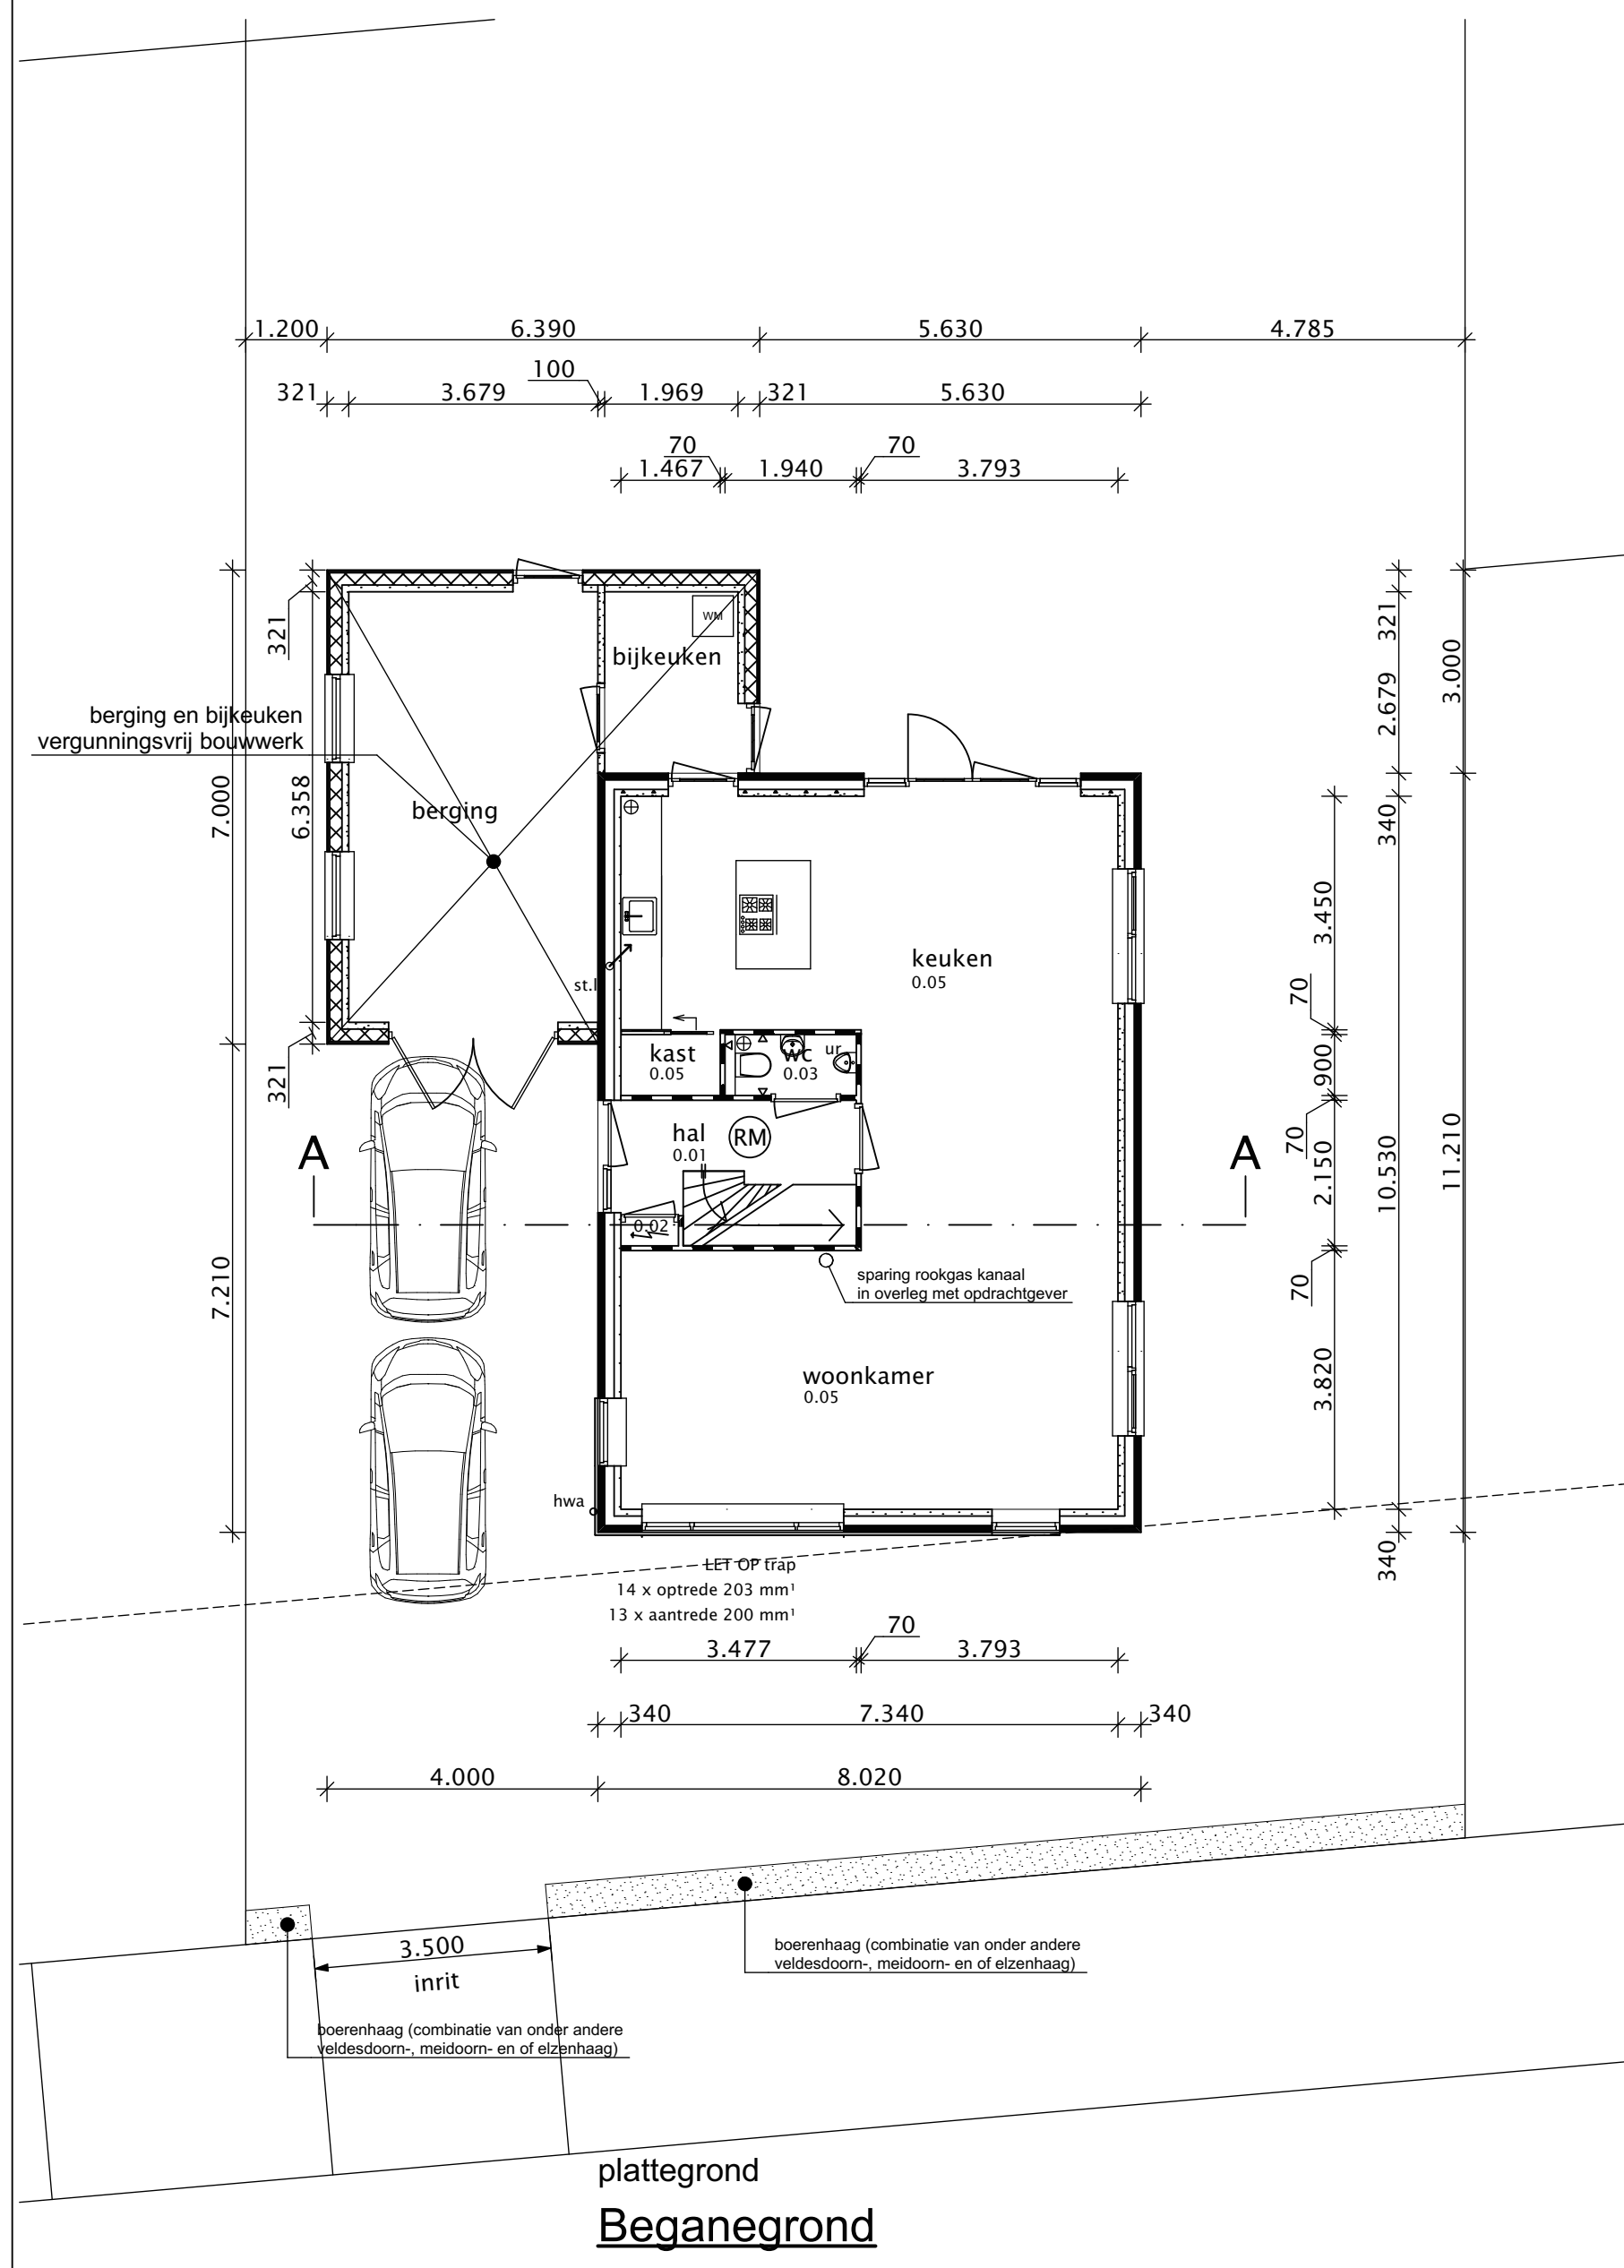 1.200 6.390 5.630 4.785
100
321 3.679 1.969 321 5.630
70 70
1.467 1.940 3.793
321
321
3.000
WM
bijkeuken
2.679
berging en bijkeuken
vergunningsvrij bouwwerk
7.000
6.358
berging
340
3.450
keuken
0.05
st.l
70
kast
0.05
wc
ur
0.03
900
321
70
hal
0.01
RM
A
A
2.150
10.530
11.210
0.02
7.210
sparing rookgas kanaal
in overleg met opdrachtgever
70
woonkamer
0.05
3.820
hwa
340
LET OP trap
14 x optrede 203 mm¹
13 x aantrede 200 mm¹
70
3.477 3.793
340 7.340 340
4.000 8.020
3.500
inrit
boerenhaag (combinatie van onder andere
veldesdoorn-, meidoorn- en of elzenhaag)
boerenhaag (combinatie van onder andere
veldesdoorn-, meidoorn- en of elzenhaag)
plattegrond
Beganegrond